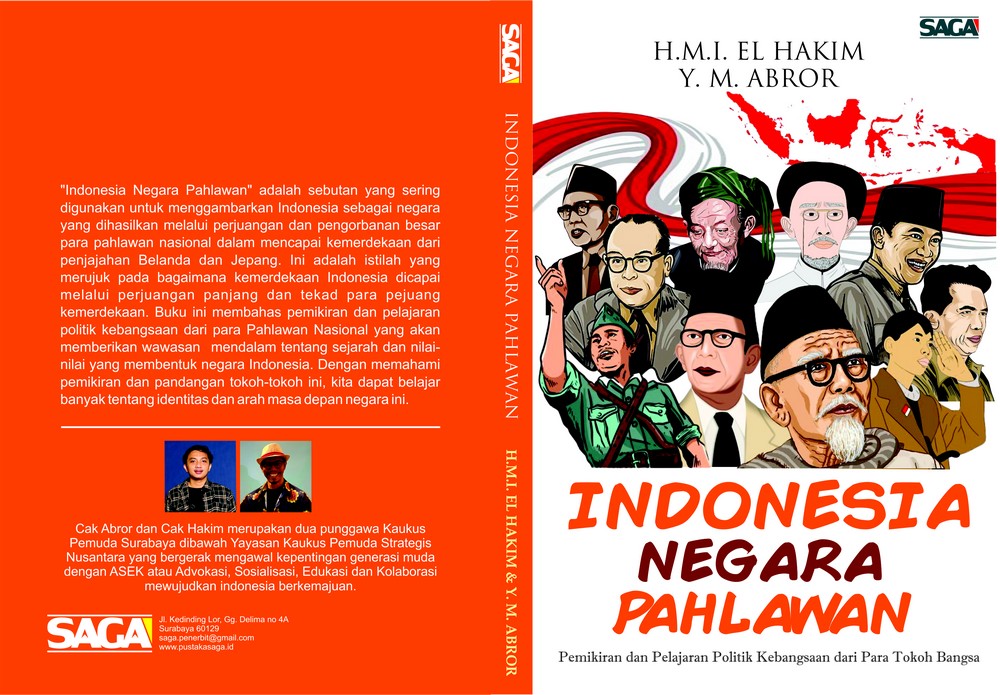 "Indonesia Negara Pahlawan" adalah sebutan yang sering
digunakan untuk menggambarkan Indonesia sebagai negara
yang dihasilkan melalui perjuangan dan pengorbanan besar
para pahlawan nasional dalam mencapai kemerdekaan dari
penjajahan Belanda dan Jepang. Ini adalah istilah yang
merujuk pada bagaimana kemerdekaan Indonesia dicapai
melalui perjuangan panjang dan tekad para pejuang
kemerdekaan. Buku ini membahas pemikiran dan pelajaran
politik kebangsaan dari para Pahlawan Nasional yang akan
memberikan wawasan mendalam tentang sejarah dan nilai-
nilai yang membentuk negara Indonesia. Dengan memahami
pemikiran dan pandangan tokoh-tokoh ini, kita dapat belajar
banyak tentang identitas dan arah masa depan negara ini.
Cak Abror dan Cak Hakim merupakan dua punggawa Kaukus
Pemuda Surabaya dibawah Yayasan Kaukus Pemuda Strategis
Nusantara yang bergerak mengawal kepentingan generasi muda
dengan ASEK atau Advokasi, Sosialisasi, Edukasi dan Kolaborasi
mewujudkan indonesia berkemajuan.
SAGA
Jl. Kedinding Lor, Gg. Delima no 4A
Surabaya 60129
saga.penerbit@gmail.com
www.pustakasaga.id
SAGA
INDONESIA NEGARA PAHLAWAN
H.M.I. EL HAKIM & Y. M. ABROR
SAGA
H.M.I. EL HAKIM
Y. M. ABROR
INDONESIA
NEGARA
PAHLAWAN
Pemikiran dan Pelajaran Politik Kebangsaan dari Para Tokoh Bangsa